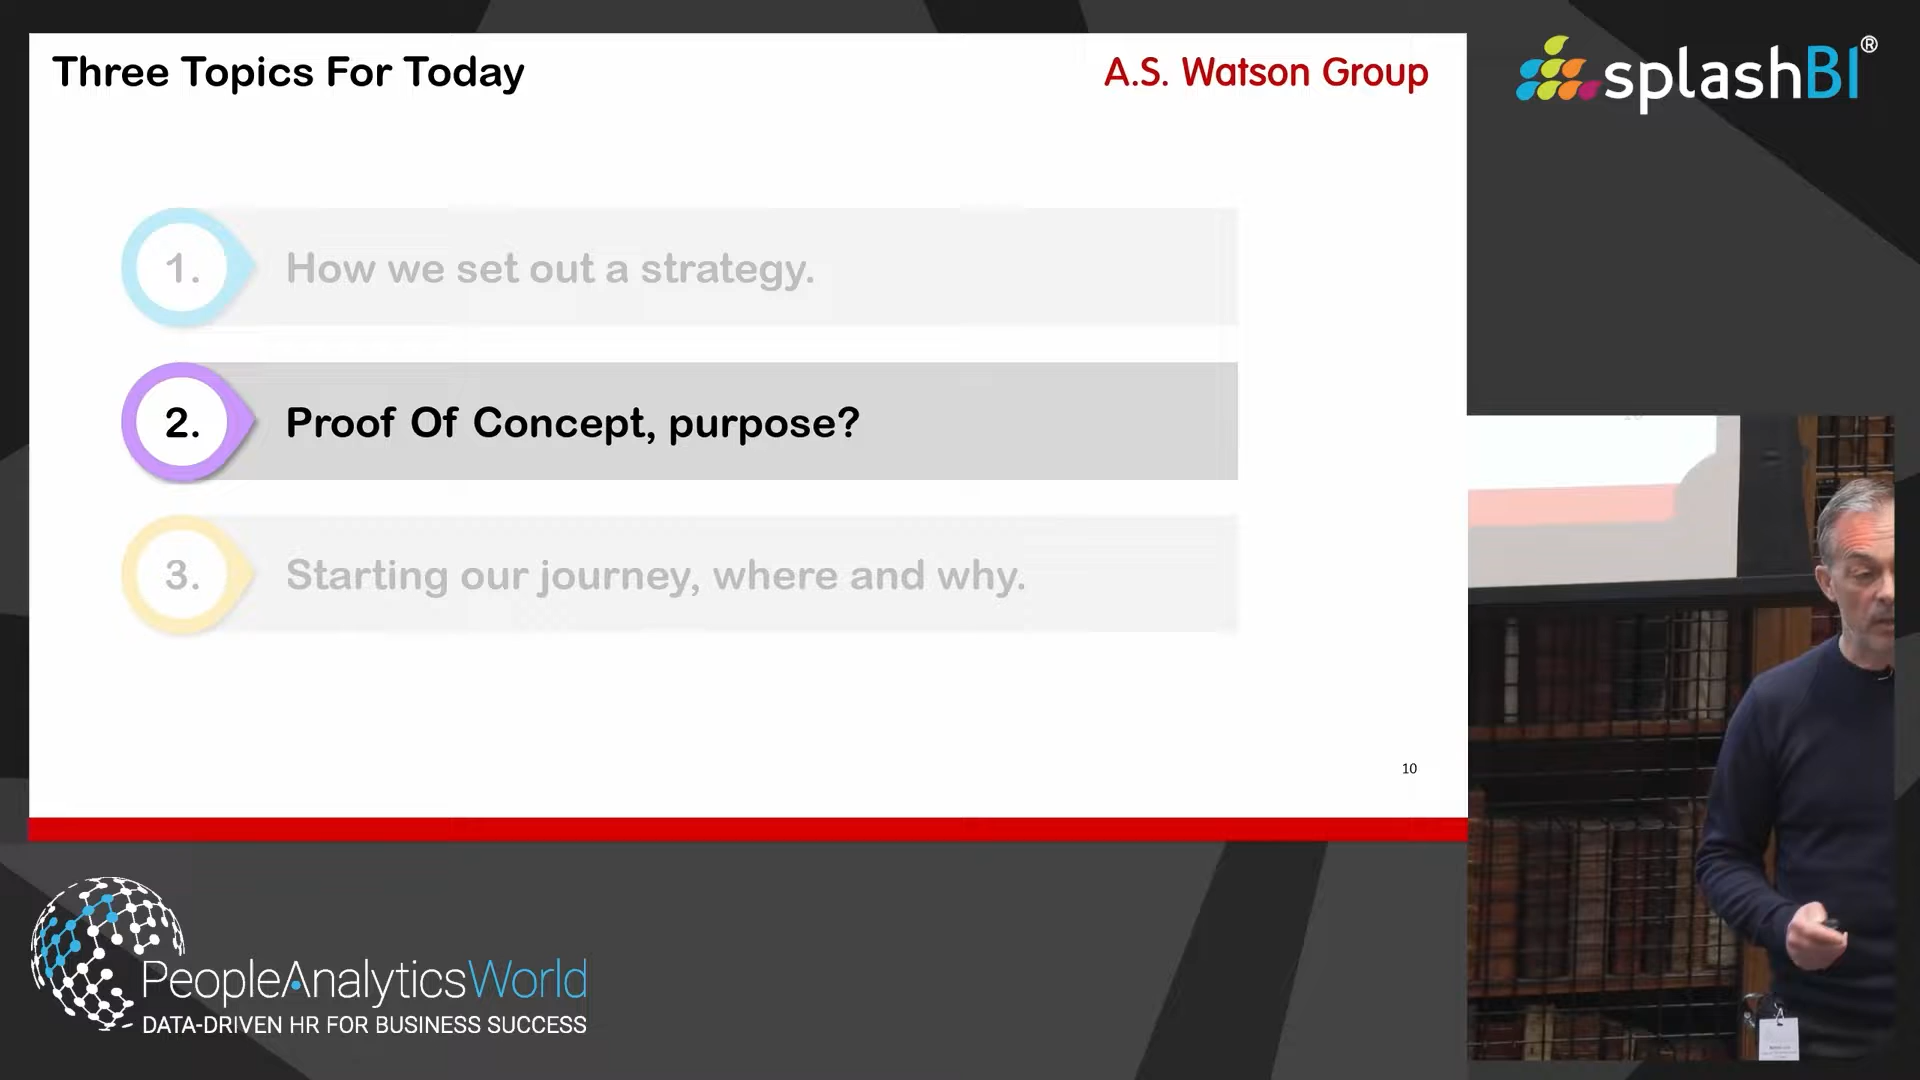 Three Topics For Today
A.S. Watson Group
splashBI®
1. How we set out a strategy.
2. Proof Of Concept, purpose?
3. Starting our journey, where and why.
10
PeopleAnalyticsWorld
DATA-DRIVEN HR FOR BUSINESS SUCCESS